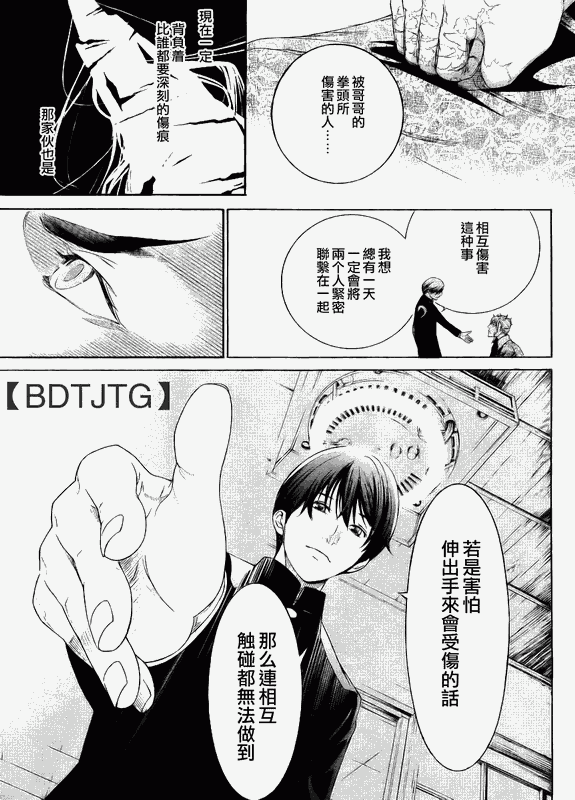 被哥哥的
拳頭所
傷害的人……
現在一定
背負着
比誰都要深刻的傷痕
那家伙也是
相互傷害
這种事
我想
總有一天
一定會將
兩个人緊密
聯繫在一起
【BDTJTG】
若是害怕
伸出手來會受傷的話
那么連相互
触碰都無法做到